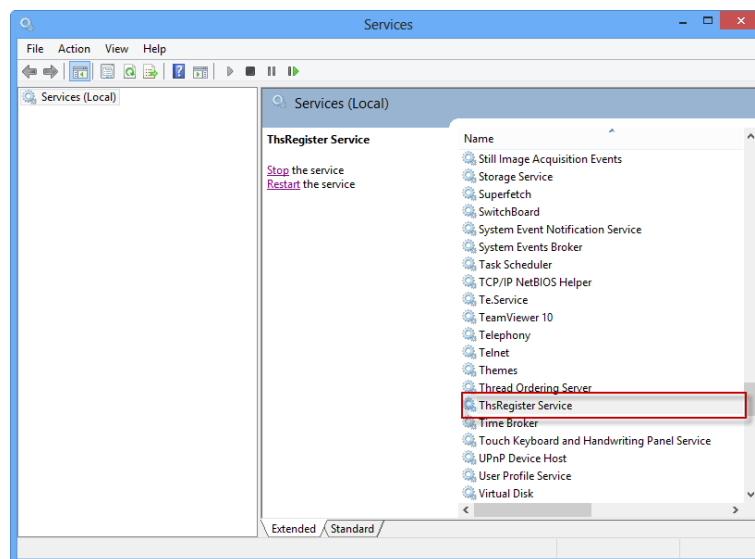 Services
File Action View Help
Services (Local)
Services (Local)
ThsRegister Service
Stop the service
Restart the service
Name
Still Image Acquisition Events
Storage Service
Superfetch
SwitchBoard
System Event Notification Service
System Events Broker
Task Scheduler
TCP/IP NetBIOS Helper
Te.Service
TeamViewer 10
Telephony
Telnet
Themes
Thread Ordering Server
ThsRegister Service
Time Broker
Touch Keyboard and Handwriting Panel Service
UPnP Device Host
User Profile Service
Virtual Disk
Extended Standard